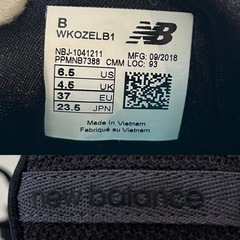 B
WKOZELB1
NBJ-1041211 MFG: 09/2018
PPMNB7388 CMM LOC: 93
6.5 US
4.5 UK
37 EU
23.5 JPN
Made in Vietnam
Fabriqué au Vietnam
new balance